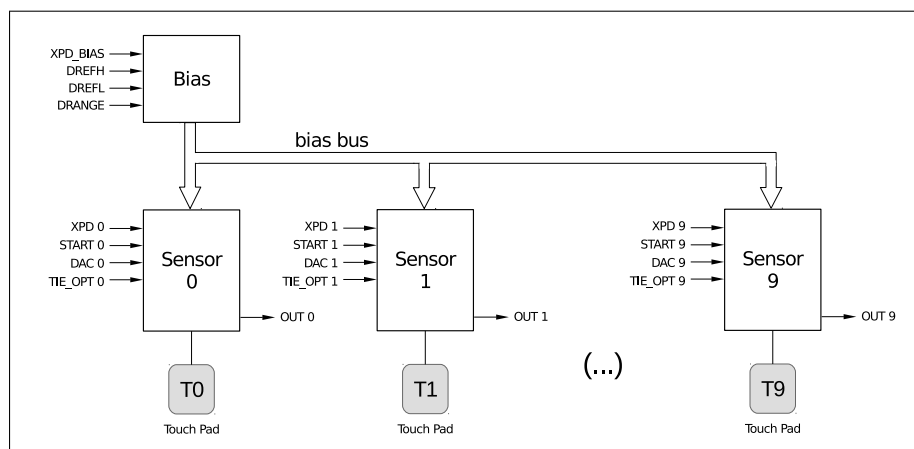 XPD_BIAS
DREFH
DREFL
DRANGE
Bias
bias bus
XPD 0
START 0
DAC 0
TIE_OPT 0
Sensor
0
OUT 0
XPD 1
START 1
DAC 1
TIE_OPT 1
Sensor
1
OUT 1
XPD 9
START 9
DAC 9
TIE_OPT 9
Sensor
9
OUT 9
(...)
T0
T1
T9
Touch Pad
Touch Pad
Touch Pad